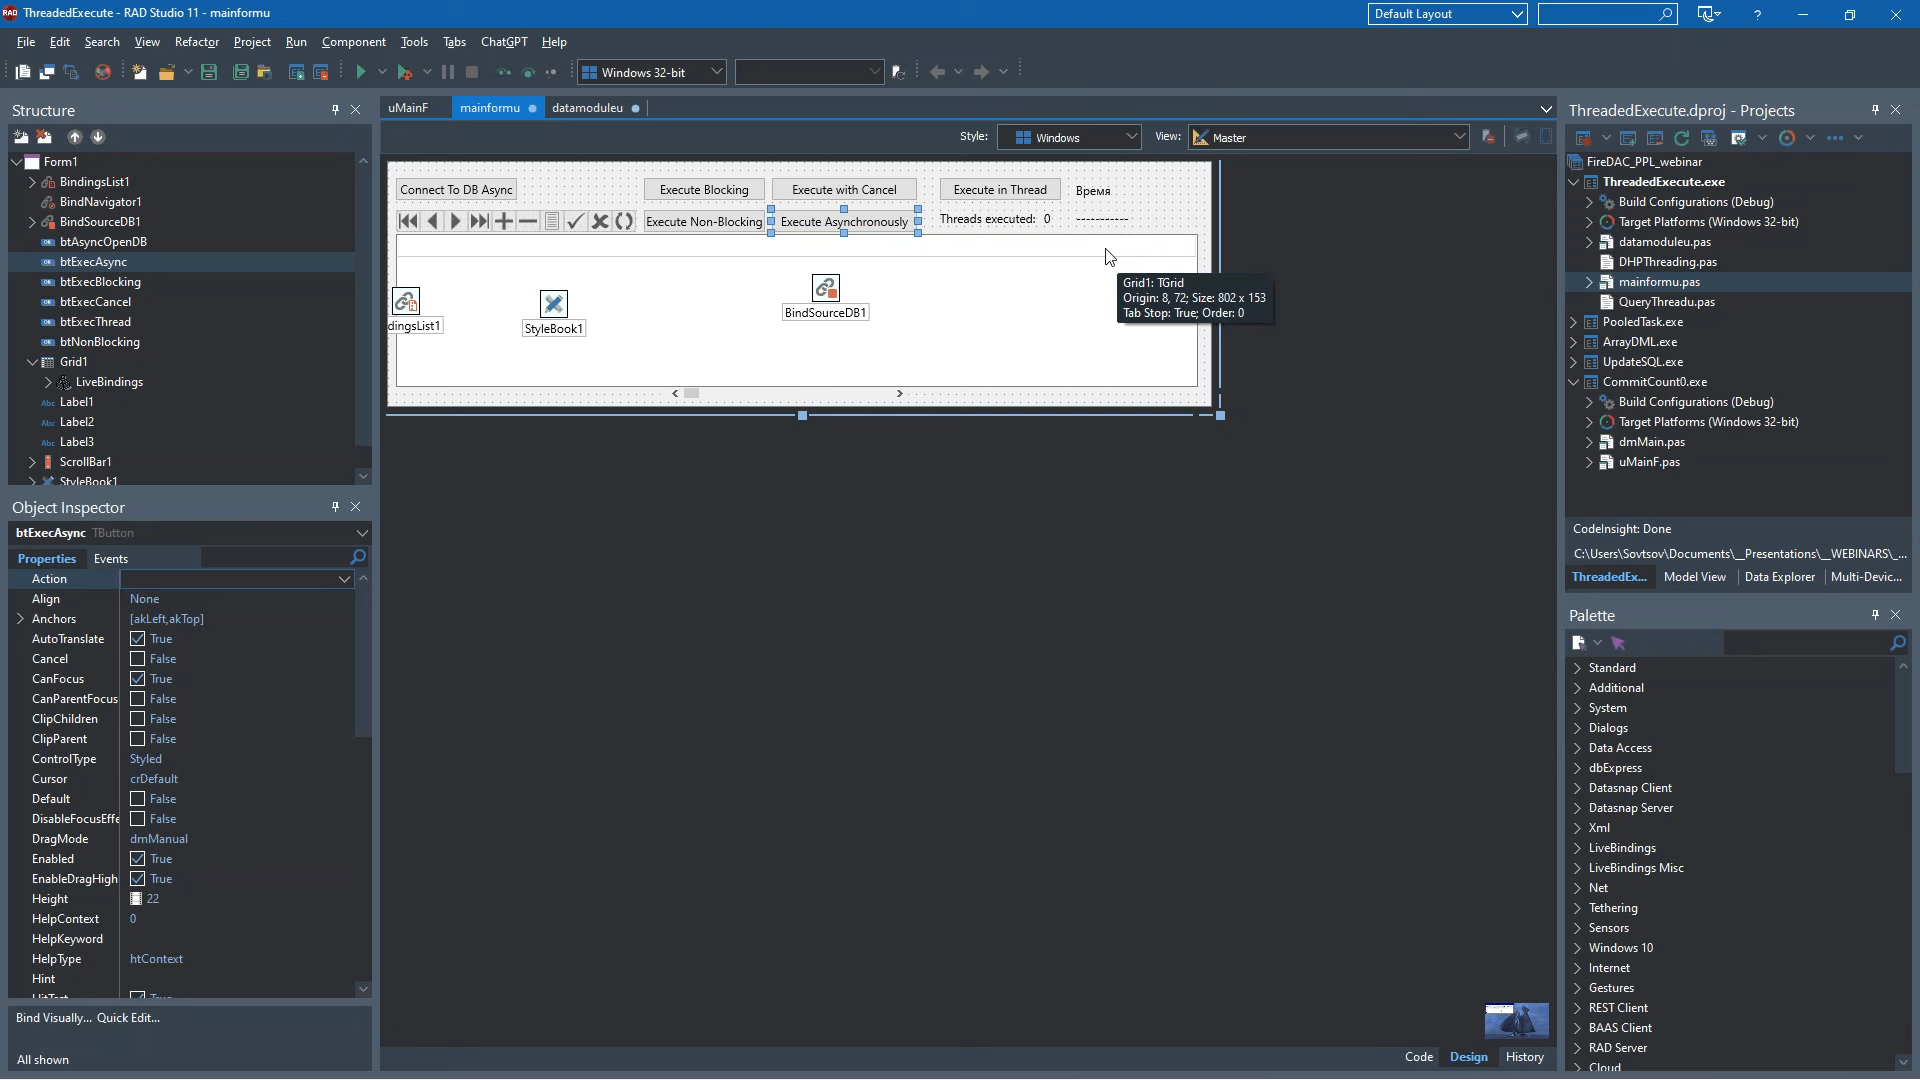 ThreadedExecute - RAD Studio 11 - mainformu
Default Layout
File Edit Search View Refactor Project Run Component Tools Tabs ChatGPT Help
Windows 32-bit
Structure
Form1
BindingsList1
BindNavigator1
BindSourceDB1
btAsyncOpenDB
btExecAsync
btExecBlocking
btExecCancel
btExecThread
btNonBlocking
Grid1
LiveBindings
Label1
Label2
Label3
ScrollBar1
StyleBook1
Object Inspector
btExecAsync TButton
Properties Events
Action
Align None
Anchors [akLeft,akTop]
AutoTranslate True
Cancel False
CanFocus True
CanParentFocus False
ClipChildren False
ClipParent False
ControlType Styled
Cursor crDefault
Default False
DisableFocusEffe False
DragMode dmManual
Enabled True
EnableDragHigh True
Height 22
HelpContext 0
HelpKeyword
HelpType htContext
Hint
HitTest True
Bind Visually... Quick Edit...
All shown
uMainF mainformu datamoduleu
Style: Windows View: Master
Connect To DB Async Execute Blocking Execute with Cancel Execute in Thread Время
Execute Non-Blocking Execute Asynchronously Threads executed: 0 -----------
dingsList1
StyleBook1
BindSourceDB1
Grid1: TGrid
Origin: 8, 72; Size: 802 x 153
Tab Stop: True; Order: 0
Code Design History
ThreadedExecute.dproj - Projects
FireDAC_PPL_webinar
ThreadedExecute.exe
Build Configurations (Debug)
Target Platforms (Windows 32-bit)
datamoduleu.pas
DHPThreading.pas
mainformu.pas
QueryThreadu.pas
PooledTask.exe
ArrayDML.exe
UpdateSQL.exe
CommitCount0.exe
Build Configurations (Debug)
Target Platforms (Windows 32-bit)
dmMain.pas
uMainF.pas
CodeInsight: Done
C:\Users\Sovtsov\Documents\__Presentations\__WEBINARS\_...
ThreadedEx... Model View Data Explorer Multi-Devic...
Palette
Standard
Additional
System
Dialogs
Data Access
dbExpress
Datasnap Client
Datasnap Server
Xml
LiveBindings
LiveBindings Misc
Net
Tethering
Sensors
Windows 10
Internet
Gestures
REST Client
BAAS Client
RAD Server
Cloud